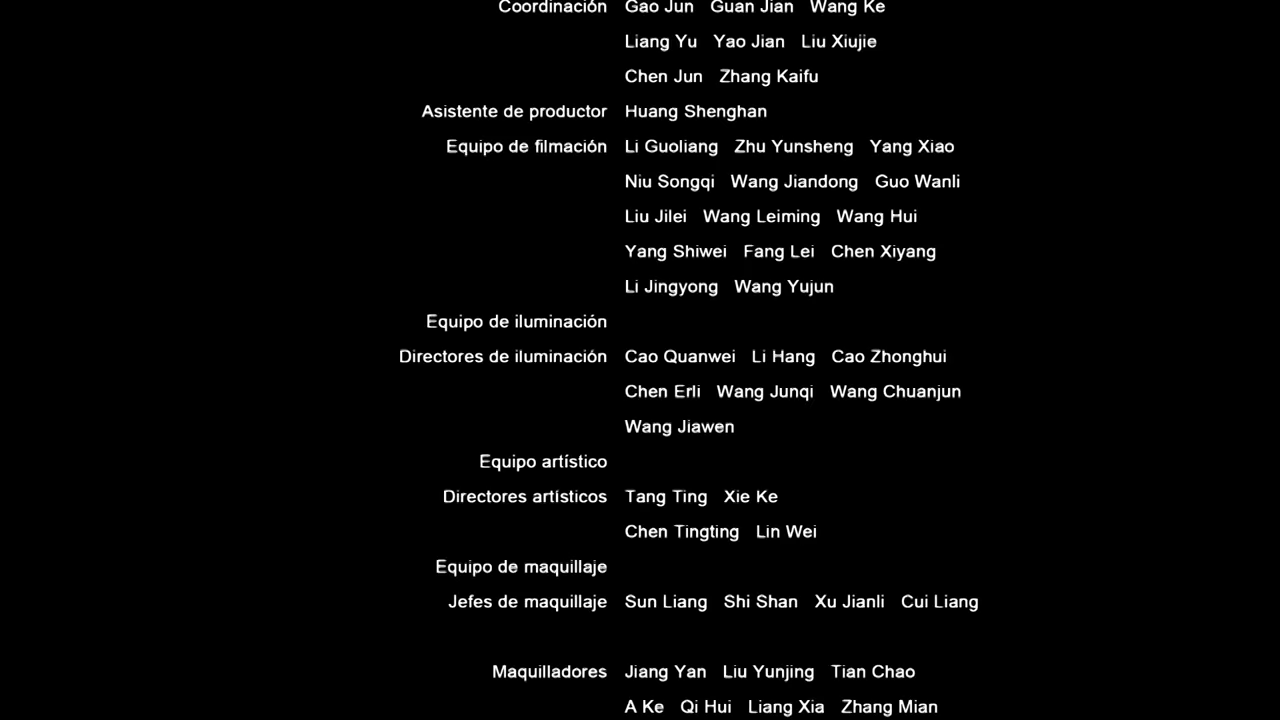 Coordinación Gao Jun Guan Jian Wang Ke
Liang Yu Yao Jian Liu Xiujie
Chen Jun Zhang Kaifu
Asistente de productor Huang Shenghan
Equipo de filmación Li Guoliang Zhu Yunsheng Yang Xiao
Niu Songqi Wang Jiandong Guo Wanli
Liu Jilei Wang Leiming Wang Hui
Yang Shiwei Fang Lei Chen Xiyang
Li Jingyong Wang Yujun
Equipo de iluminación
Directores de iluminación Cao Quanwei Li Hang Cao Zhonghui
Chen Erli Wang Junqi Wang Chuanjun
Wang Jiawen
Equipo artístico
Directores artísticos Tang Ting Xie Ke
Chen Tingting Lin Wei
Equipo de maquillaje
Jefes de maquillaje Sun Liang Shi Shan Xu Jianli Cui Liang
Maquilladores Jiang Yan Liu Yunjing Tian Chao
A Ke Qi Hui Liang Xia Zhang Mian